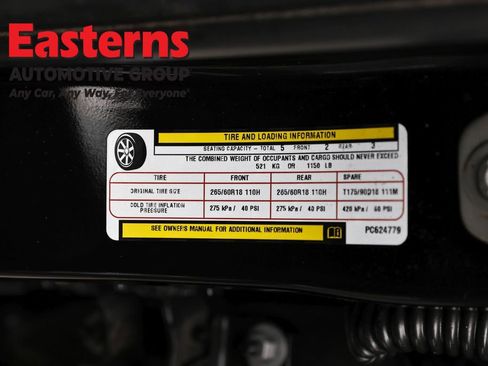 Easterns
AUTOMOTIVE GROUP
Any Car, Any Way, For Everyone
TIRE AND LOADING INFORMATION
SEATING CAPACITY - TOTAL 5 FRONT 2 REAR 3
THE COMBINED WEIGHT OF OCCUPANTS AND CARGO SHOULD NEVER EXCEED
521 KG OR 1150 LB
TIRE FRONT REAR SPARE
ORIGINAL TIRE SIZE 265/60R18 110H 265/60R18 110H T175/90D18 111M
COLD TIRE INFLATION PRESSURE 275 kPa / 40 PSI 275 kPa / 40 PSI 420 kPa / 60 PSI
SEE OWNERS MANUAL FOR ADDITIONAL INFORMATION
PC624779